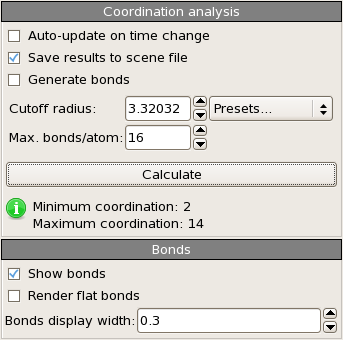 Coordination analysis
Auto-update on time change
Save results to scene file
Generate bonds
Cutoff radius: 3.32032 Presets...
Max. bonds/atom: 16
Calculate
Minimum coordination: 2
Maximum coordination: 14
Bonds
Show bonds
Render flat bonds
Bonds display width: 0.3